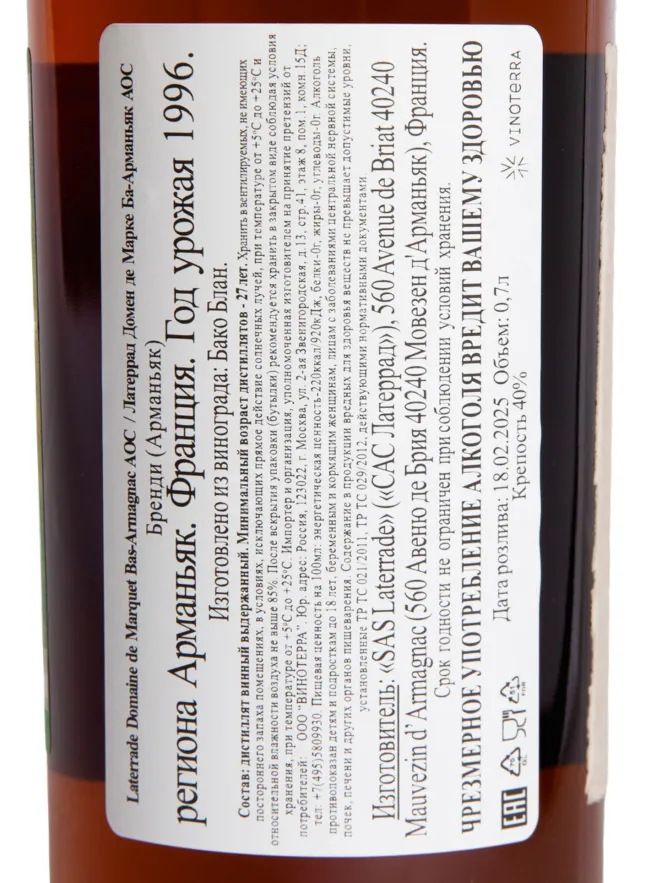 Laterrade Domaine de Marquet Bas-Armagnac AOC / Латеррад Домен де Марке Ба-Арманьяк АОС
Бренди (Арманьяк)
региона Арманьяк. Франция. Год урожая 1996.
Изготовлено из винограда: Бако Блан.
Состав: дистиллят винный выдержанный. Минимальный возраст дистиллятов - 27лет. Хранить в вентилируемых, не имеющих
постороннего запаха помещениях, в условиях, исключающих прямое действие солнечных лучей, при температуре от +5°С до +25°С и
относительной влажности воздуха не выше 85%. После вскрытия упаковки (бутылки) рекомендуется хранить в закрытом виде соблюдая условия
хранения, при температуре от +5°С до +25°С. Импортер и организация, уполномоченная изготовителем на принятие претензий от
потребителей: ООО "ВИНОТЕРРА". Юр. адрес: Россия, 123022, г. Москва, ул. 2-ая Звенигородская, д.13, стр.41, этаж 8, пом.1, комн.15Д;
тел: +7(495)5809930. Пищевая ценность на 100мл: энергетическая ценность-220ккал/920кДж, белки-0г, жиры-0г, углеводы-0г. Алкоголь
противопоказан детям и подросткам до 18 лет, беременным и кормящим женщинам, лицам с заболеваниями центральной нервной системы,
почек, печени и других органов пищеварения. Содержание в продукции вредных для здоровья веществ не превышает допустимые уровни,
установленные ТР ТС 021/2011, ТР ТС 029/2012, действующими нормативными документами
Изготовитель: «SAS Laterrade» («САС Латеррад»), 560 Avenue de Briat 40240
Mauvezin d' Armagnac (560 Авеню де Брия 40240 Мовезен д'Арманьяк), Франция.
Срок годности не ограничен при соблюдении условий хранения.
ЧРЕЗМЕРНОЕ УПОТРЕБЛЕНИЕ АЛКОГОЛЯ ВРЕДИТ ВАШЕМУ ЗДОРОВЬЮ
Дата розлива: 18.02.2025 Объем: 0,7л
Крепость 40%
VINOTERRA
EAC